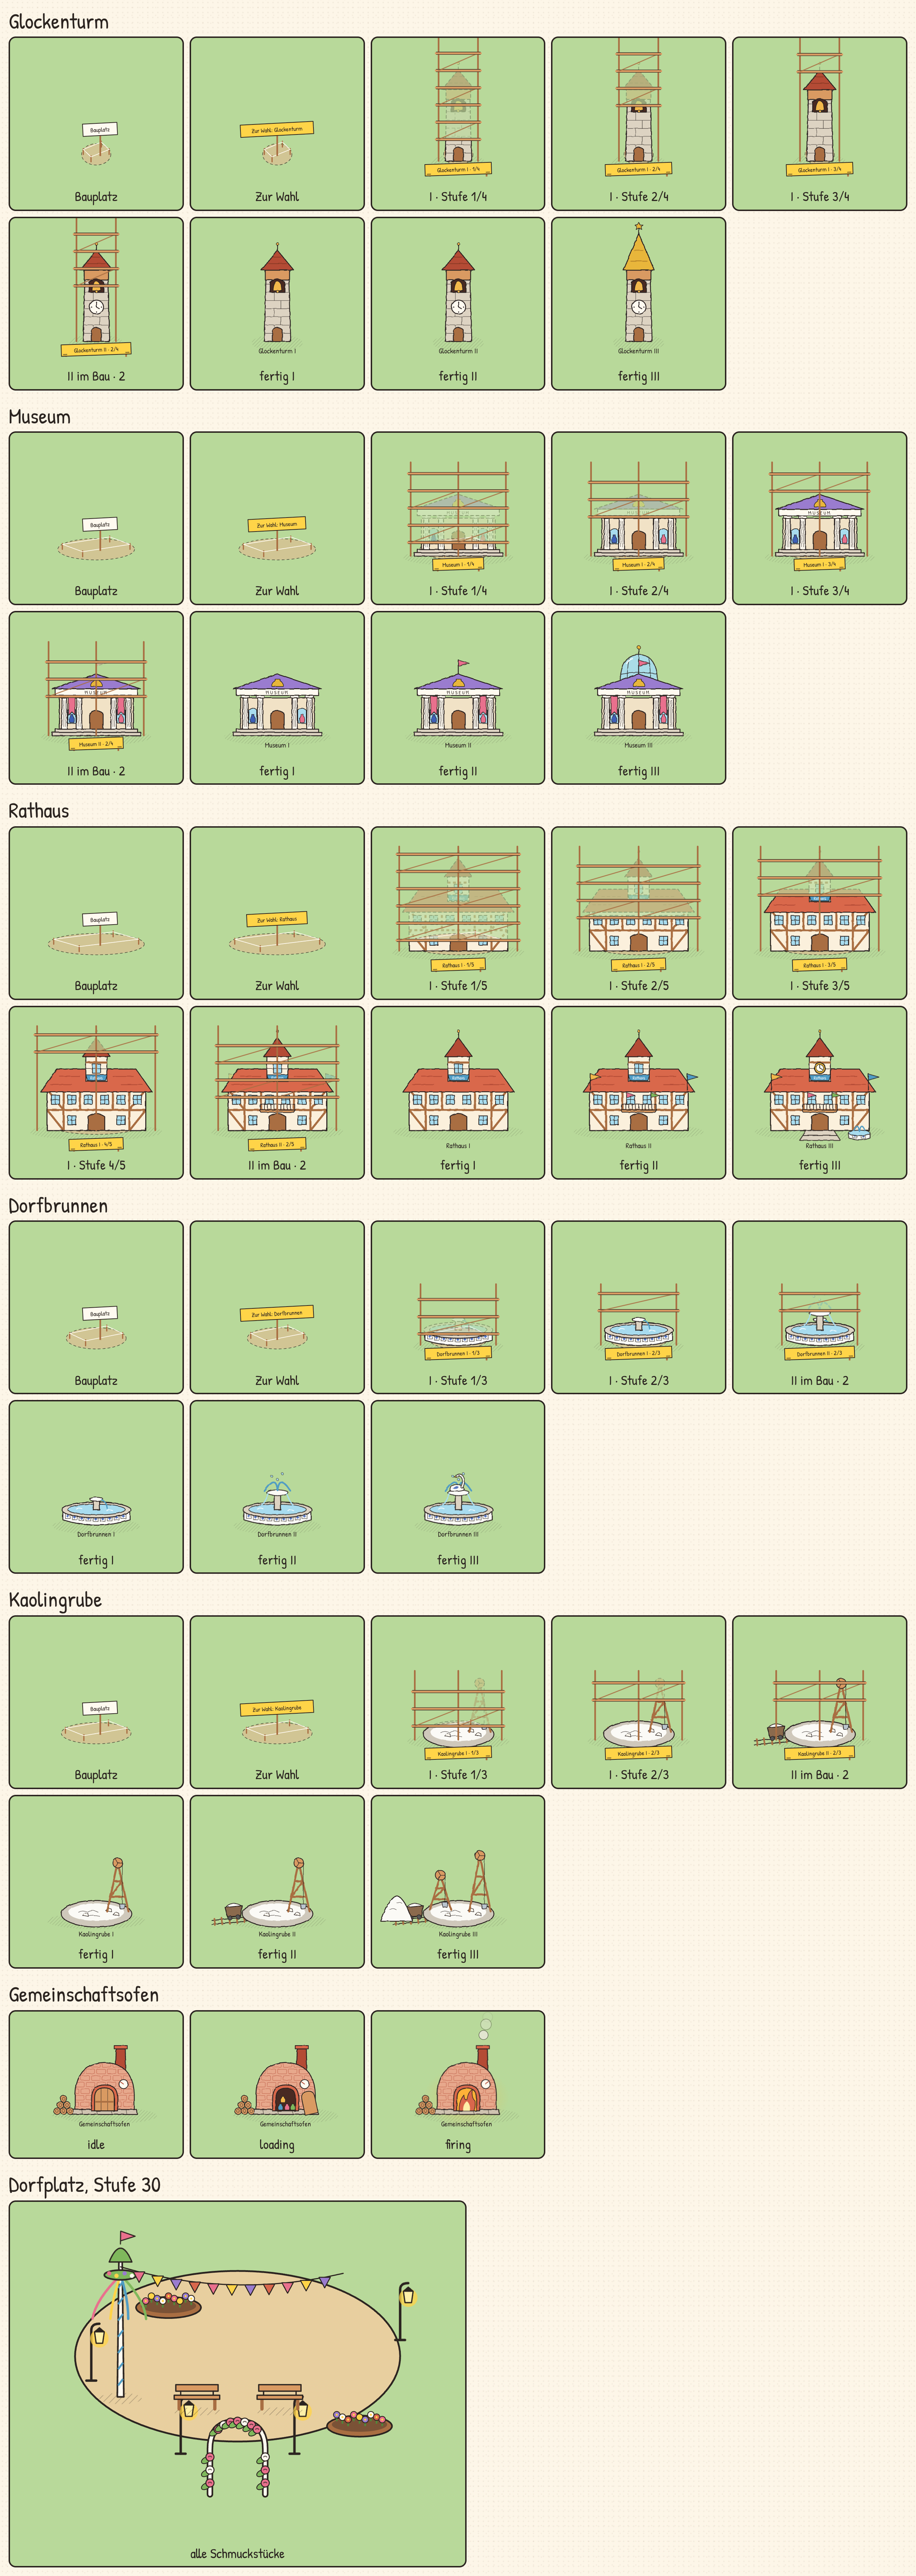 Glockenturm
Bauplatz
Bauplatz
Zur Wahl: Glockenturm
Zur Wahl
Glockenturm I · 1/4
I · Stufe 1/4
Glockenturm I · 2/4
I · Stufe 2/4
Glockenturm I · 3/4
I · Stufe 3/4
Glockenturm II · 2/4
II im Bau · 2
Glockenturm I
fertig I
Glockenturm II
fertig II
Glockenturm III
fertig III
Museum
Bauplatz
Bauplatz
Zur Wahl: Museum
Zur Wahl
Museum I · 1/4
I · Stufe 1/4
MUSEUM
Museum I · 2/4
I · Stufe 2/4
MUSEUM
Museum I · 3/4
I · Stufe 3/4
MUSEUM
Museum II · 2/4
II im Bau · 2
MUSEUM
Museum I
fertig I
MUSEUM
Museum II
fertig II
MUSEUM
Museum III
fertig III
Rathaus
Bauplatz
Bauplatz
Zur Wahl: Rathaus
Zur Wahl
Rathaus I · 1/5
I · Stufe 1/5
Rathaus I · 2/5
I · Stufe 2/5
Rathaus
Rathaus I · 3/5
I · Stufe 3/5
Rathaus
Rathaus I · 4/5
I · Stufe 4/5
Rathaus
Rathaus II · 2/5
II im Bau · 2
Rathaus
Rathaus I
fertig I
Rathaus
Rathaus II
fertig II
Rathaus
Rathaus III
fertig III
Dorfbrunnen
Bauplatz
Bauplatz
Zur Wahl: Dorfbrunnen
Zur Wahl
Dorfbrunnen I · 1/3
I · Stufe 1/3
Dorfbrunnen I · 2/3
I · Stufe 2/3
Dorfbrunnen II · 2/3
II im Bau · 2
Dorfbrunnen I
fertig I
Dorfbrunnen II
fertig II
Dorfbrunnen III
fertig III
Kaolingrube
Bauplatz
Bauplatz
Zur Wahl: Kaolingrube
Zur Wahl
Kaolingrube I · 1/3
I · Stufe 1/3
Kaolingrube I · 2/3
I · Stufe 2/3
Kaolingrube II · 2/3
II im Bau · 2
Kaolingrube I
fertig I
Kaolingrube II
fertig II
Kaolingrube III
fertig III
Gemeinschaftsofen
Gemeinschaftsofen
idle
Gemeinschaftsofen
loading
Gemeinschaftsofen
firing
Dorfplatz, Stufe 30
alle Schmuckstücke